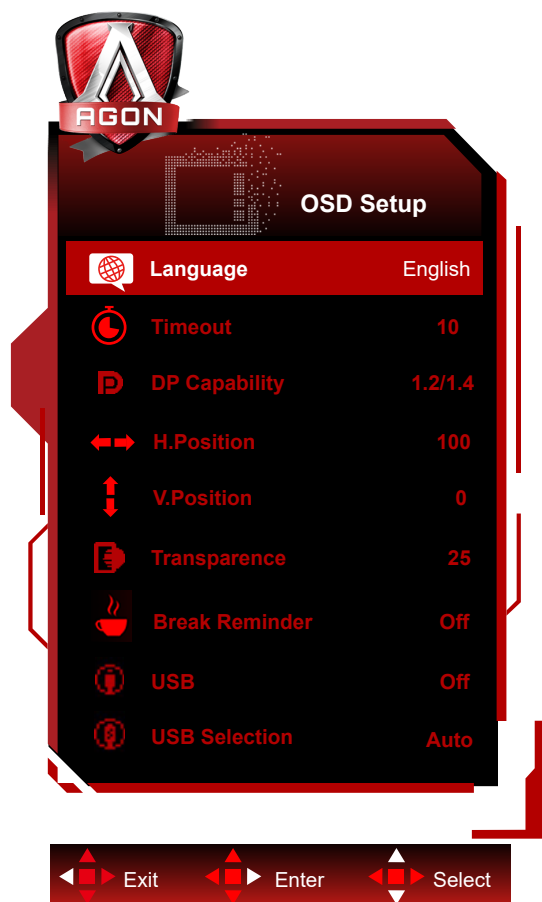 AGON
OSD Setup
Language English
Timeout 10
DP Capability 1.2/1.4
H.Position 100
V.Position 0
Transparence 25
Break Reminder Off
USB Off
USB Selection Auto
Exit Enter Select